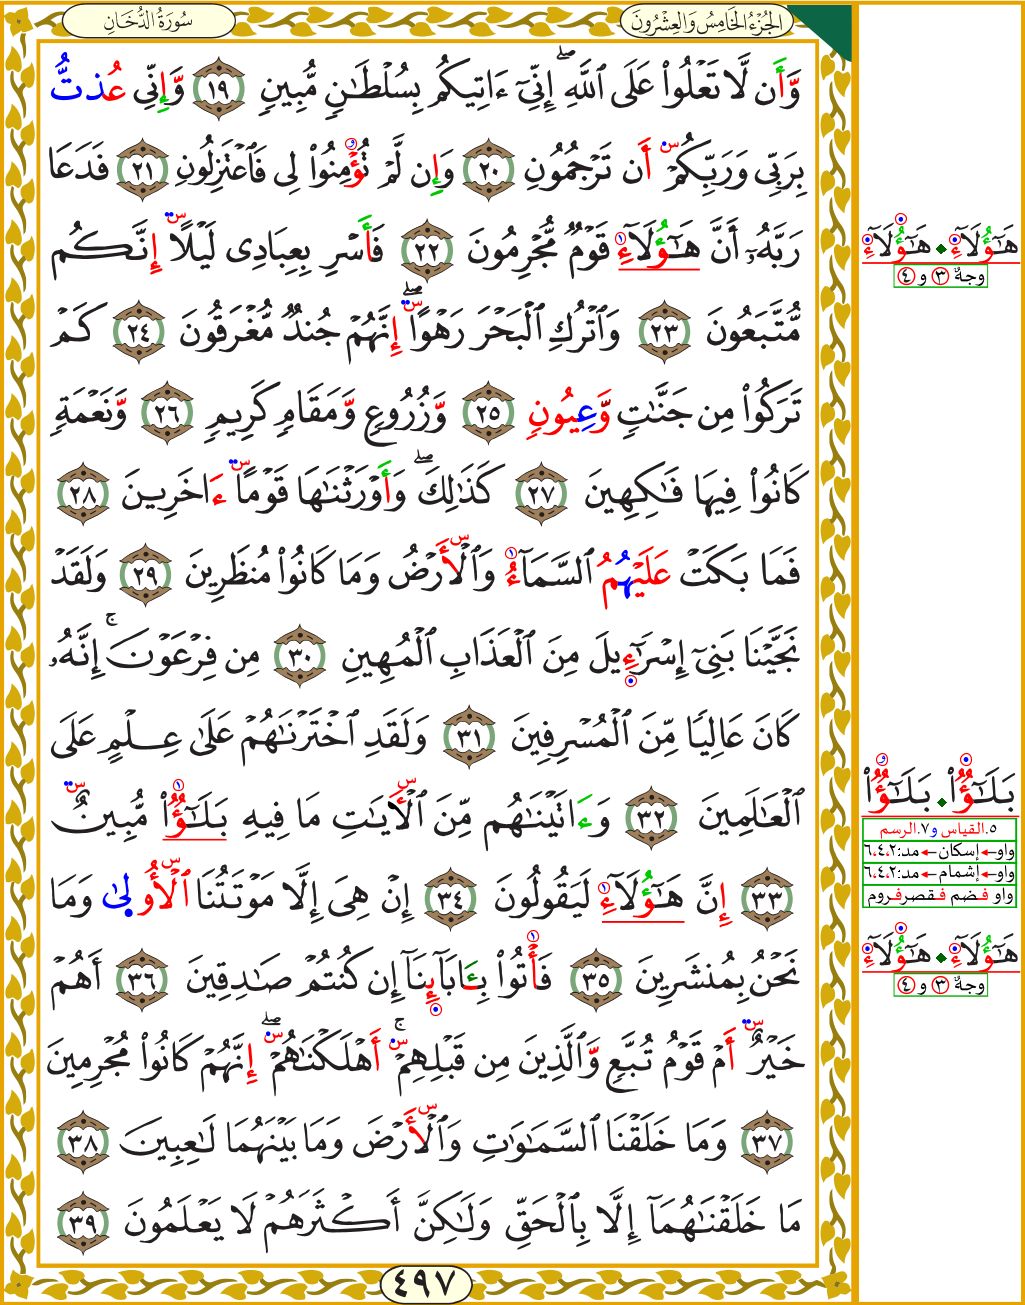 الجُزْءُ الخَامِسُ وَالعِشْرُونَ
سُورَةُ الدُّخَانِ
وَّأَن لَّا تَعْلُوا۟ عَلَى ٱللَّهِۖ إِنِّىٓ ءَاتِيكُم بِسُلْطَٰنٍ مُّبِينٍ ١٩ وَّإِنِّى عُذتُّ
بِرَبِّى وَرَبِّكُمْ أَن تَرْجُمُونِ ٢٠ وَإِن لَّمْ تُؤْمِنُوا۟ لِى فَٱعْتَزِلُونِ ٢١ فَدَعَا
رَبَّهُۥٓ أَنَّ هَٰٓؤُلَآءِ قَوْمٌ مُّجْرِمُونَ ٢٢ فَأَسْرِ بِعِبَادِى لَيْلًا إِنَّكُم
مُّتَّبَعُونَ ٢٣ وَٱتْرُكِ ٱلْبَحْرَ رَهْوًاۖ إِنَّهُمْ جُندٌ مُّغْرَقُونَ ٢٤ كَمْ
تَرَكُوا۟ مِن جَنَّٰتٍ وَّعِيُونٍ ٢٥ وَّزُرُوعٍ وَّمَقَامٍ كَرِيمٍ ٢٦ وَّنَعْمَةٍ
كَانُوا۟ فِيهَا فَٰكِهِينَ ٢٧ كَذَٰلِكَۖ وَأَوْرَثْنَٰهَا قَوْمًا ءَاخَرِينَ ٢٨
فَمَا بَكَتْ عَلَيْهُمُ ٱلسَّمَآءُ وَٱلْأَرْضُ وَمَا كَانُوا۟ مُنظَرِينَ ٢٩ وَلَقَدْ
نَجَّيْنَا بَنِىٓ إِسْرَٰٓءِيلَ مِنَ ٱلْعَذَابِ ٱلْمُهِينِ ٣٠ مِن فِرْعَوْنَۚ إِنَّهُۥ
كَانَ عَالِيًا مِّنَ ٱلْمُسْرِفِينَ ٣١ وَلَقَدِ ٱخْتَرْنَٰهُمْ عَلَىٰ عِلْمٍ عَلَى
ٱلْعَٰلَمِينَ ٣٢ وَءَاتَيْنَٰهُم مِّنَ ٱلْأٓيَٰتِ مَا فِيهِ بَلَٰٓؤٌا۟ مُّبِينٌ
٣٣ إِنَّ هَٰٓؤُلَآءِ لَيَقُولُونَ ٣٤ إِنْ هِىَ إِلَّا مَوْتَتُنَا ٱلْأُولَىٰ وَمَا
نَحْنُ بِمُنشَرِينَ ٣٥ فَأْتُوا۟ بِـَٔابَآئِنَآ إِن كُنتُمْ صَٰدِقِينَ ٣٦ أَهُمْ
خَيْرٌ أَمْ قَوْمُ تُبَّعٍ وَّٱلَّذِينَ مِن قَبْلِهِمْۚ أَهْلَكْنَٰهُمْۖ إِنَّهُمْ كَانُوا۟ مُجْرِمِينَ
٣٧ وَمَا خَلَقْنَا ٱلسَّمَٰوَٰتِ وَٱلْأَرْضَ وَمَا بَيْنَهُمَا لَٰعِبِينَ ٣٨
مَا خَلَقْنَٰهُمَآ إِلَّا بِٱلْحَقِّ وَلَٰكِنَّ أَكْثَرَهُمْ لَا يَعْلَمُونَ ٣٩
٤٩٧
هَٰٓؤُلَآءِ • هَٰٓؤُلَآءِ
وجهٌ ٣ و ٤
بَلَٰٓؤٌا۟ • بَلَٰٓؤٌا۟
٥.القياس و٧.الرسم
واو←إسكان←مد:٦،٤،٢
واو←إشمام←مد:٦،٤،٢
واو فضم فقصرفروم
هَٰٓؤُلَآءِ • هَٰٓؤُلَآءِ
وجهٌ ٣ و ٤